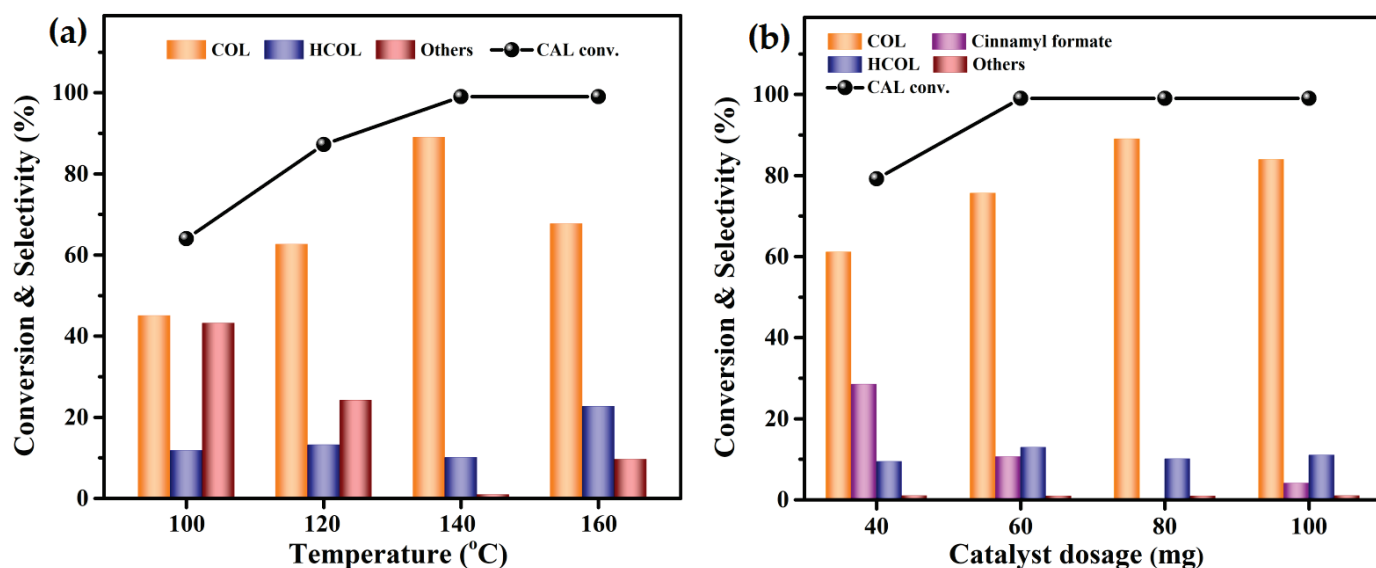 (a)
COL HCOL Others CAL conv.
Conversion & Selectivity (%)
100
80
60
40
20
0
100 120 140 160
Temperature (°C)
(b)
COL Cinnamyl formate
HCOL Others
CAL conv.
Conversion & Selectivity (%)
100
80
60
40
20
0
40 60 80 100
Catalyst dosage (mg)